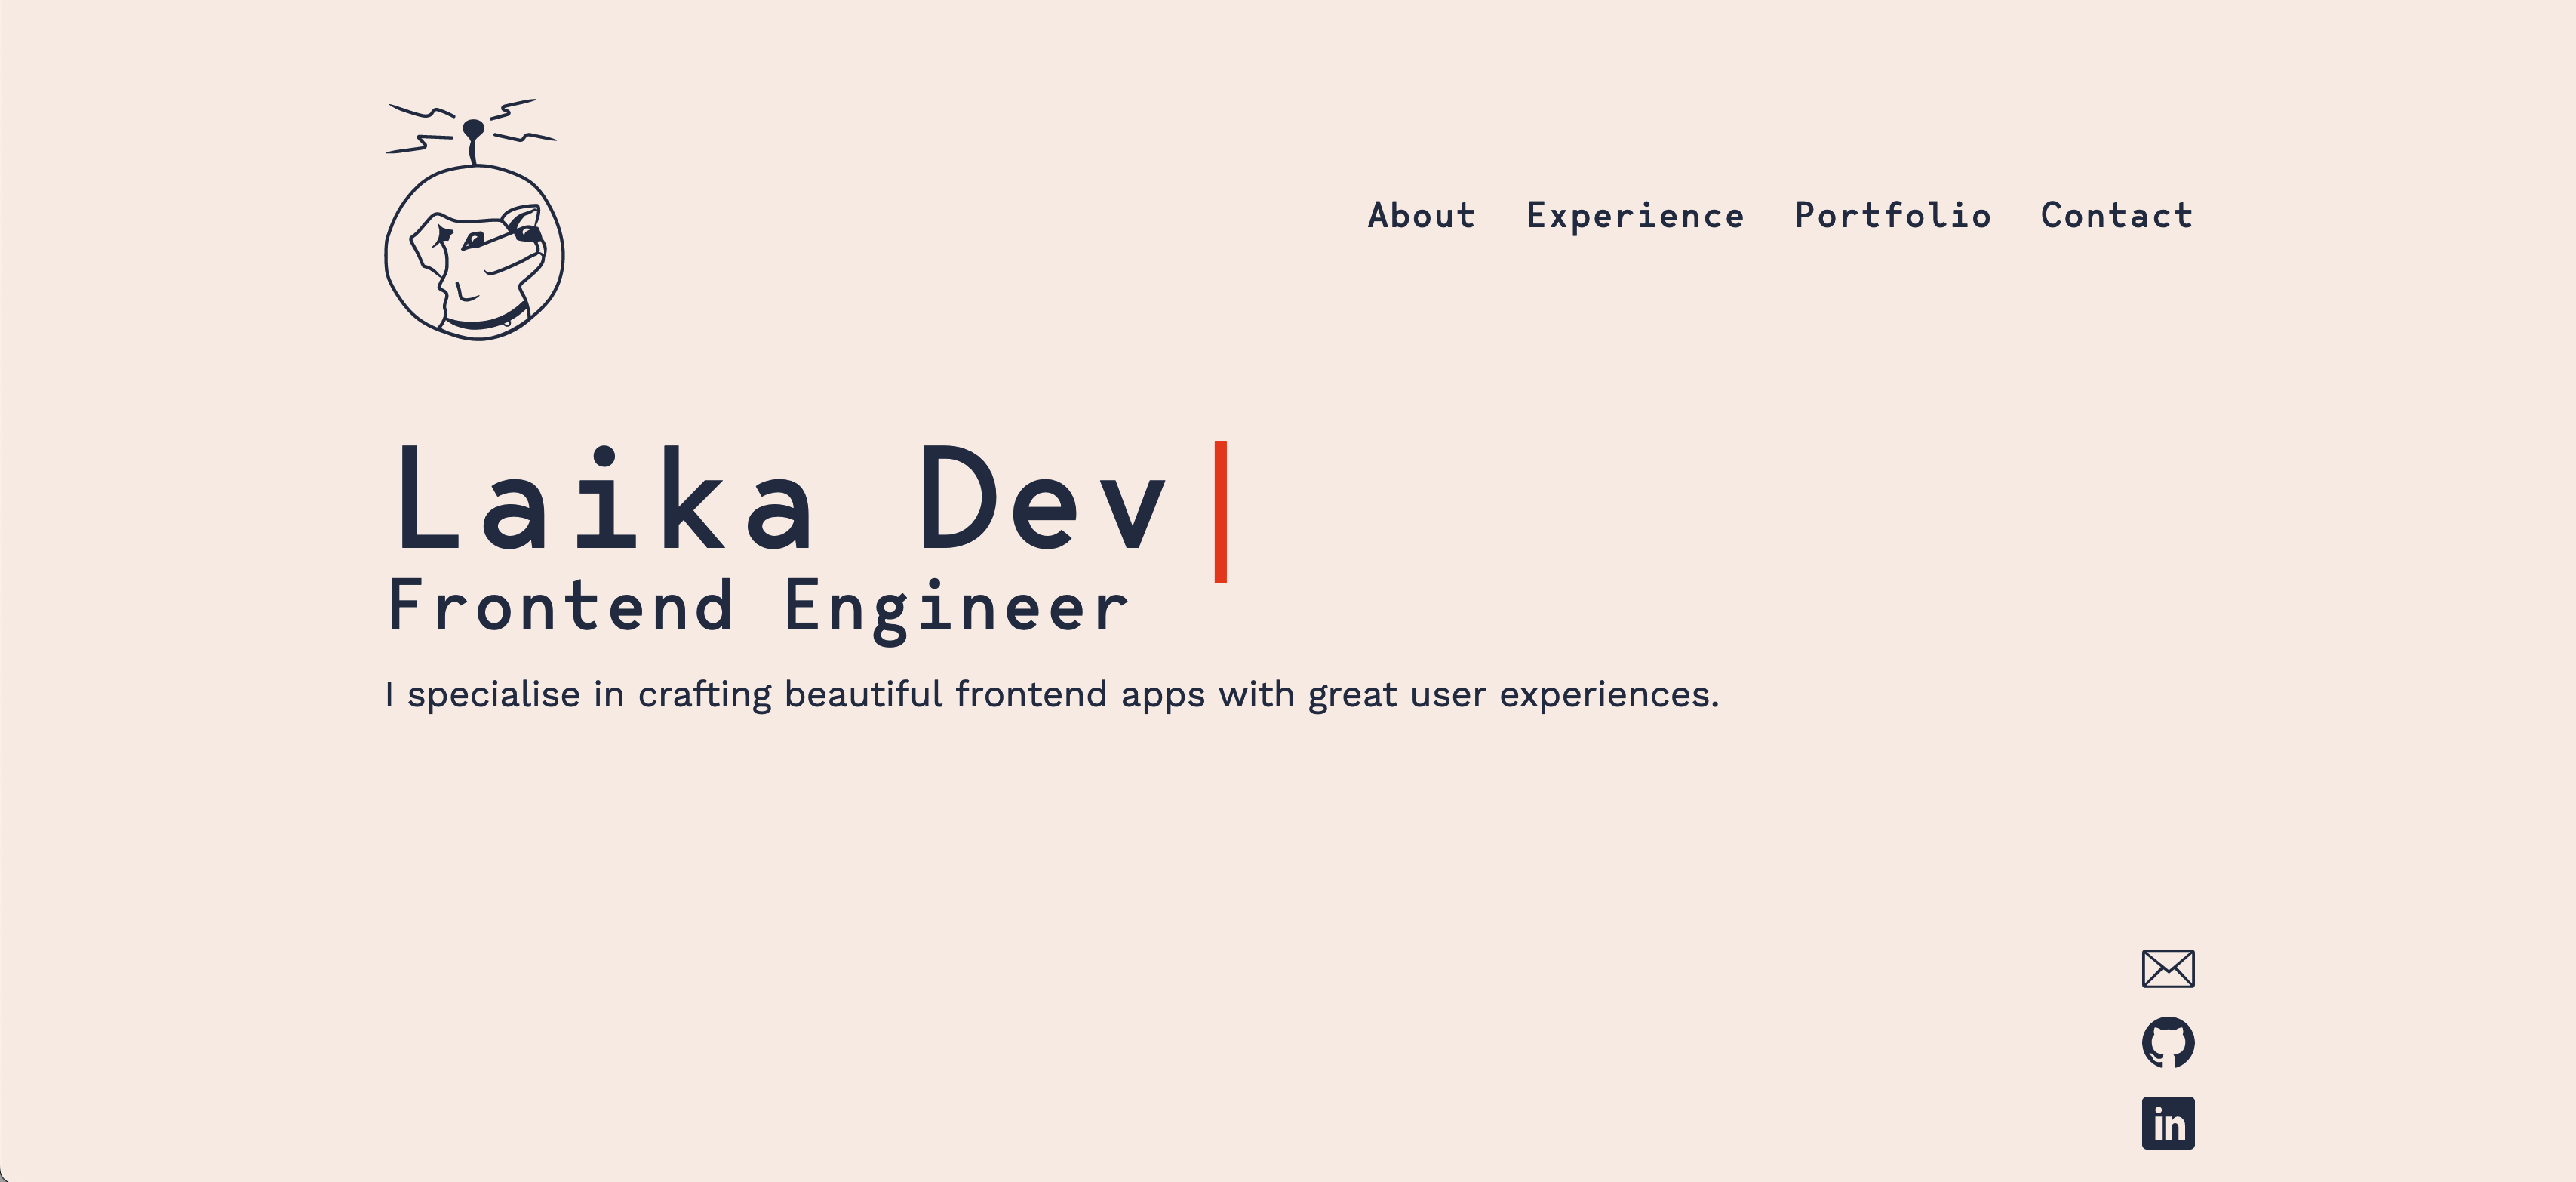 About Experience Portfolio Contact
Laika Dev
Frontend Engineer
I specialise in crafting beautiful frontend apps with great user experiences.
in